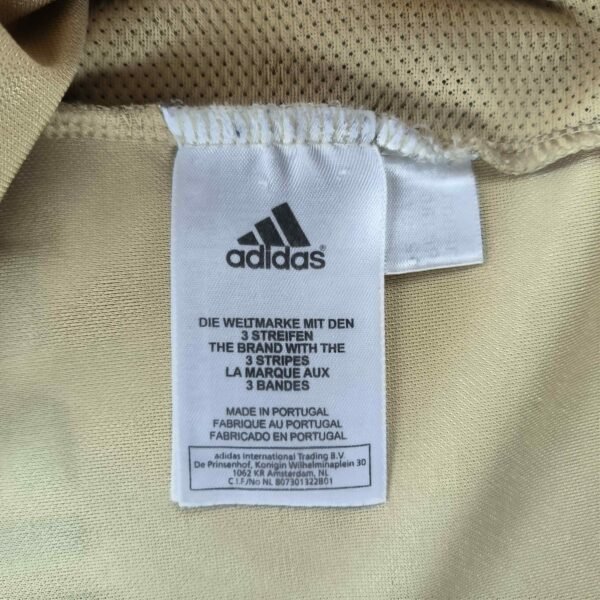 adidas®
DIE WELTMARKE MIT DEN
3 STREIFEN
THE BRAND WITH THE
3 STRIPES
LA MARQUE AUX
3 BANDES
MADE IN PORTUGAL
FABRIQUE AU PORTUGAL
FABRICADO EN PORTUGAL
adidas International Trading B.V.
De Prinsenhof, Konigin Wilhelminaplein 30
1062 KR Amsterdam, NL
C.I.F./No NL 807301322B01